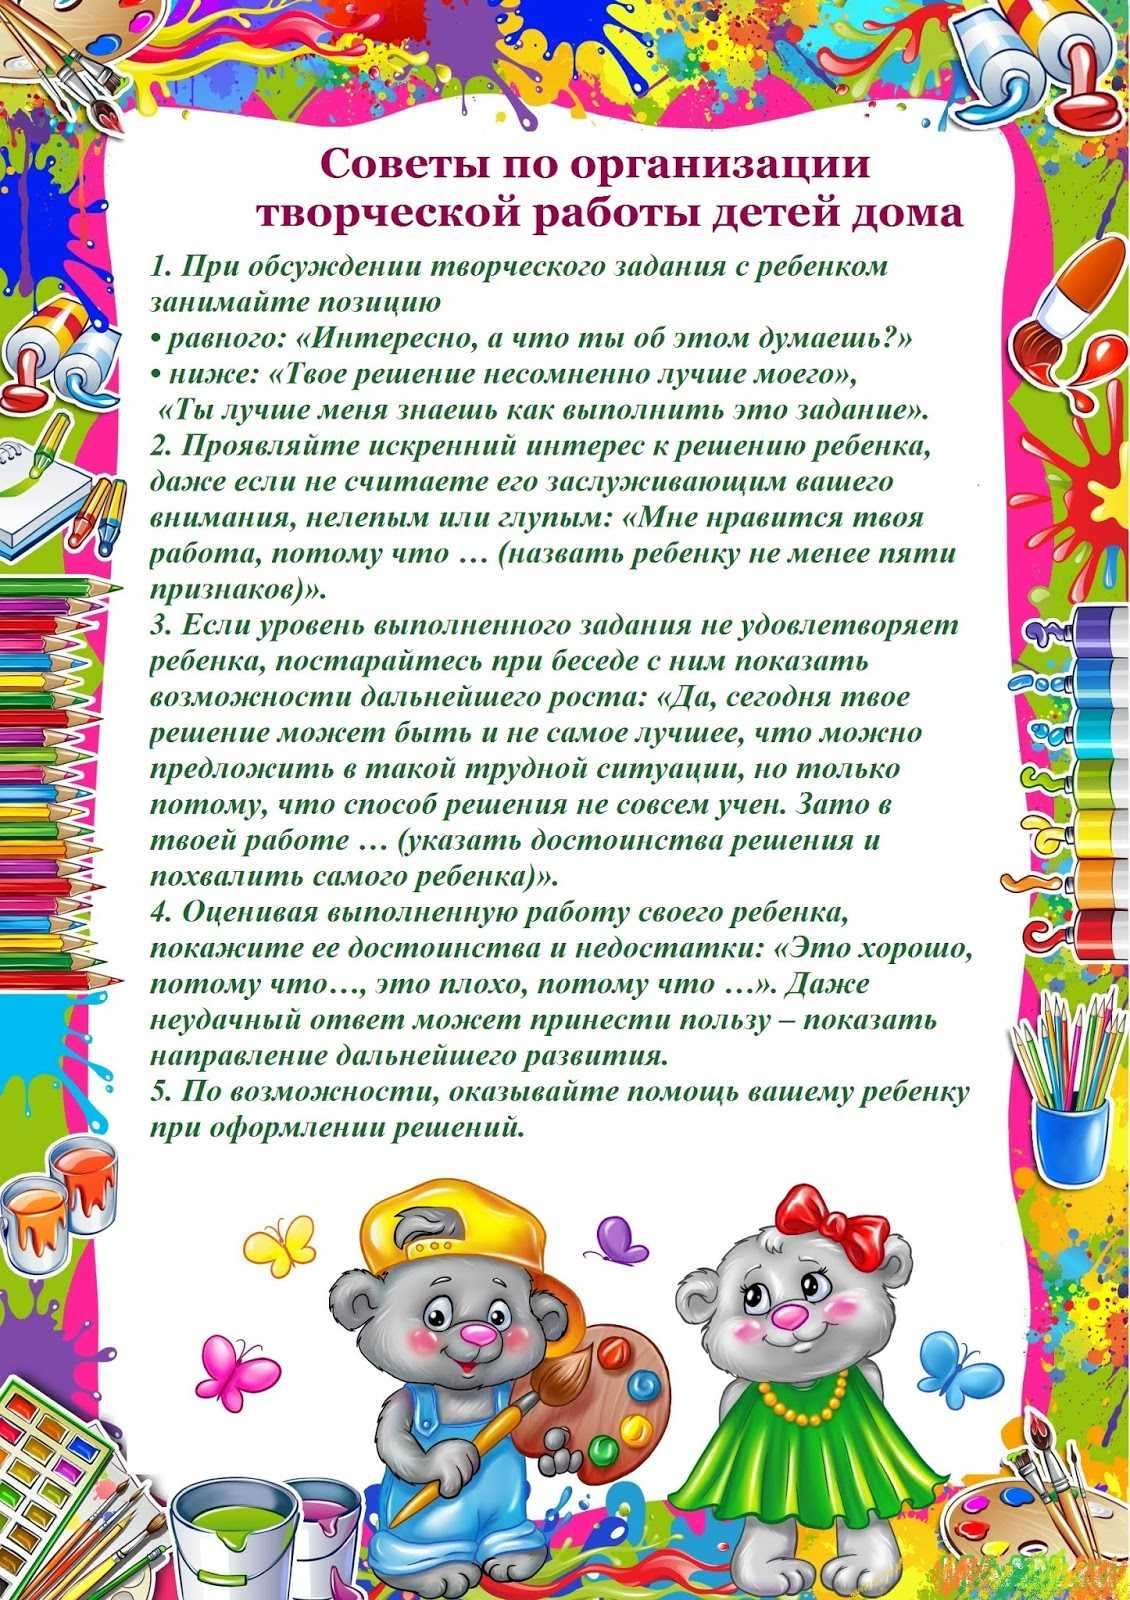 Советы по организации
творческой работы детей дома
1. При обсуждении творческого задания с ребенком
занимайте позицию
• равного: «Интересно, а что ты об этом думаешь?»
• ниже: «Твое решение несомненно лучше моего»,
«Ты лучше меня знаешь как выполнить это задание».
2. Проявляйте искренний интерес к решению ребенка,
даже если не считаете его заслуживающим вашего
внимания, нелепым или глупым: «Мне нравится твоя
работа, потому что … (назвать ребенку не менее пяти
признаков)».
3. Если уровень выполненного задания не удовлетворяет
ребенка, постарайтесь при беседе с ним показать
возможности дальнейшего роста: «Да, сегодня твое
решение может быть и не самое лучшее, что можно
предложить в такой трудной ситуации, но только
потому, что способ решения не совсем учен. Зато в
твоей работе … (указать достоинства решения и
похвалить самого ребенка)».
4. Оценивая выполненную работу своего ребенка,
покажите ее достоинства и недостатки: «Это хорошо,
потому что…, это плохо, потому что …». Даже
неудачный ответ может принести пользу – показать
направление дальнейшего развития.
5. По возможности, оказывайте помощь вашему ребенку
при оформлении решений.